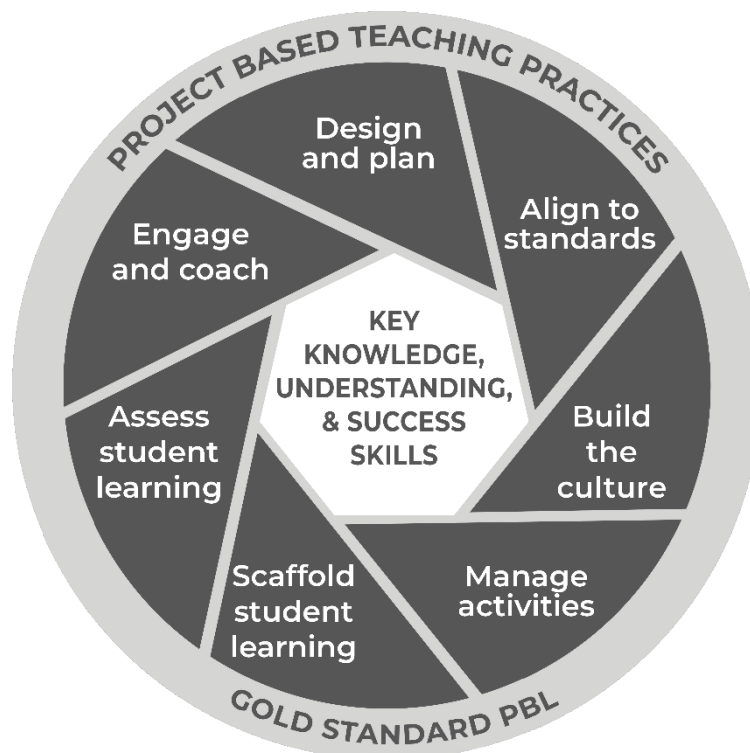 PROJECT BASED TEACHING PRACTICES
Design
and plan
Align to
standards
Build
the
culture
Manage
activities
Scaffold
student
learning
Assess
student
learning
Engage
and coach
KEY
KNOWLEDGE,
UNDERSTANDING,
& SUCCESS
SKILLS
GOLD STANDARD PBL